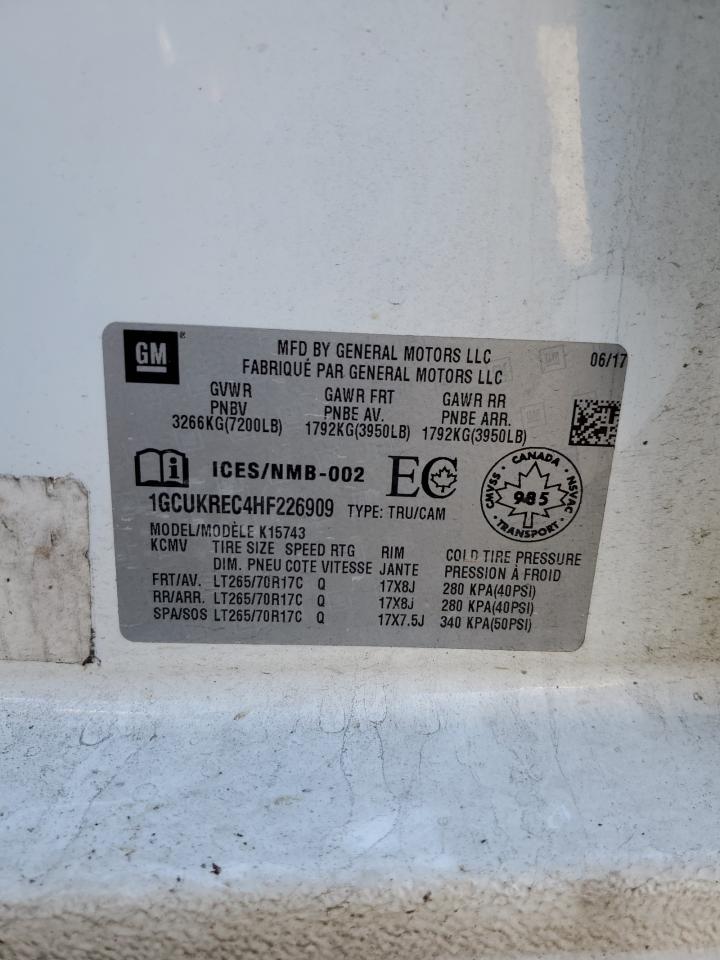 GM ®
MFD BY GENERAL MOTORS LLC
06/17
FABRIQUÉ PAR GENERAL MOTORS LLC
GVWR GAWR FRT GAWR RR
PNBV PNBE AV. PNBE ARR.
3266KG(7200LB) 1792KG(3950LB) 1792KG(3950LB)
i ICES/NMB-002 EC
CANADA
CMVSS 985 NSVAC
TRANSPORT
1GCUKREC4HF226909 TYPE: TRU/CAM
MODEL/MODÈLE K15743
KCMV TIRE SIZE SPEED RTG RIM COLD TIRE PRESSURE
DIM. PNEU COTE VITESSE JANTE PRESSION À FROID
FRT/AV. LT265/70R17C Q 17X8J 280 KPA(40PSI)
RR/ARR. LT265/70R17C Q 17X8J 280 KPA(40PSI)
SPA/SOS LT265/70R17C Q 17X7.5J 340 KPA(50PSI)